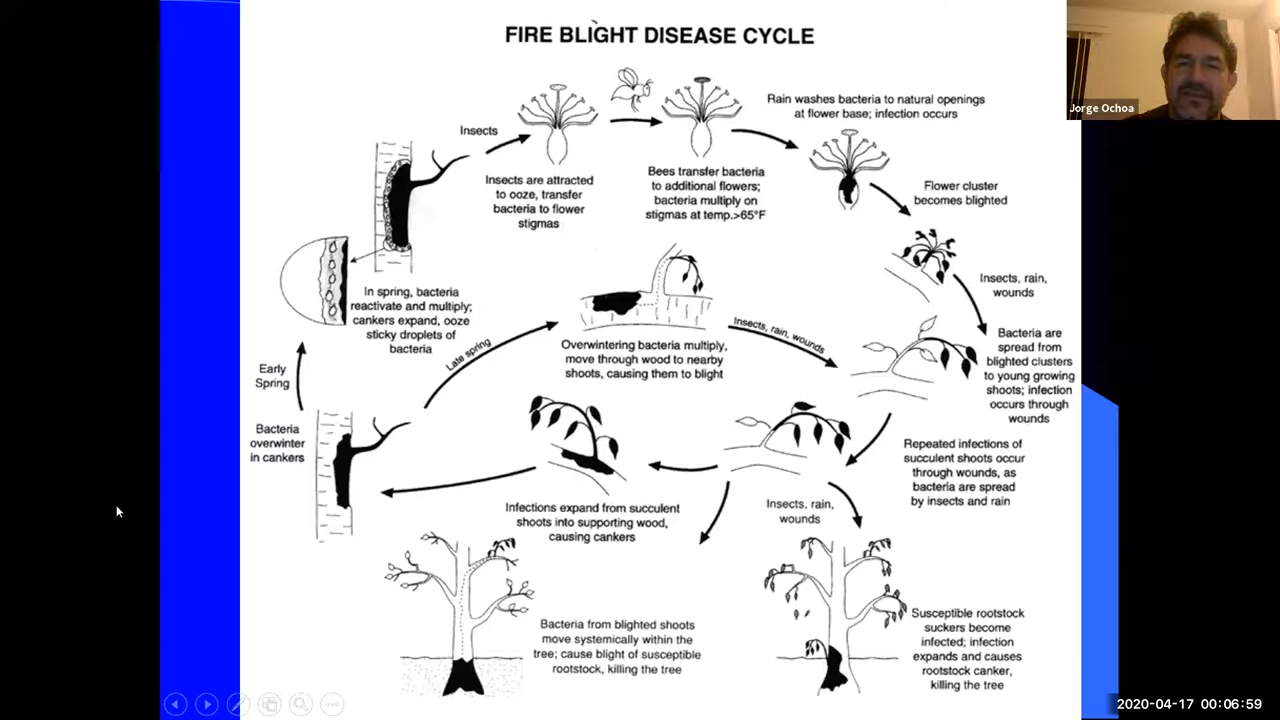 FIRE BLIGHT DISEASE CYCLE
Jorge Ochoa
Insects
Insects are attracted
to ooze, transfer
bacteria to flower
stigmas
Bees transfer bacteria
to additional flowers;
bacteria multiply on
stigmas at temp.>65°F
Rain washes bacteria to natural openings
at flower base; infection occurs
Flower cluster
becomes blighted
Insects, rain,
wounds
Bacteria are
spread from
blighted clusters
to young growing
shoots; infection
occurs through
wounds
In spring, bacteria
reactivate and multiply;
cankers expand, ooze
sticky droplets of
bacteria
Late spring
Overwintering bacteria multiply,
move through wood to nearby
shoots, causing them to blight
Insects, rain, wounds
Early
Spring
Bacteria
overwinter
in cankers
Repeated infections of
succulent shoots occur
through wounds, as
bacteria are spread
by insects and rain
Infections expand from succulent
shoots into supporting wood,
causing cankers
Insects, rain,
wounds
Bacteria from blighted shoots
move systemically within the
tree; cause blight of susceptible
rootstock, killing the tree
Susceptible rootstock
suckers become
infected; infection
expands and causes
rootstock canker,
killing the tree
2020-04-17 00:06:59